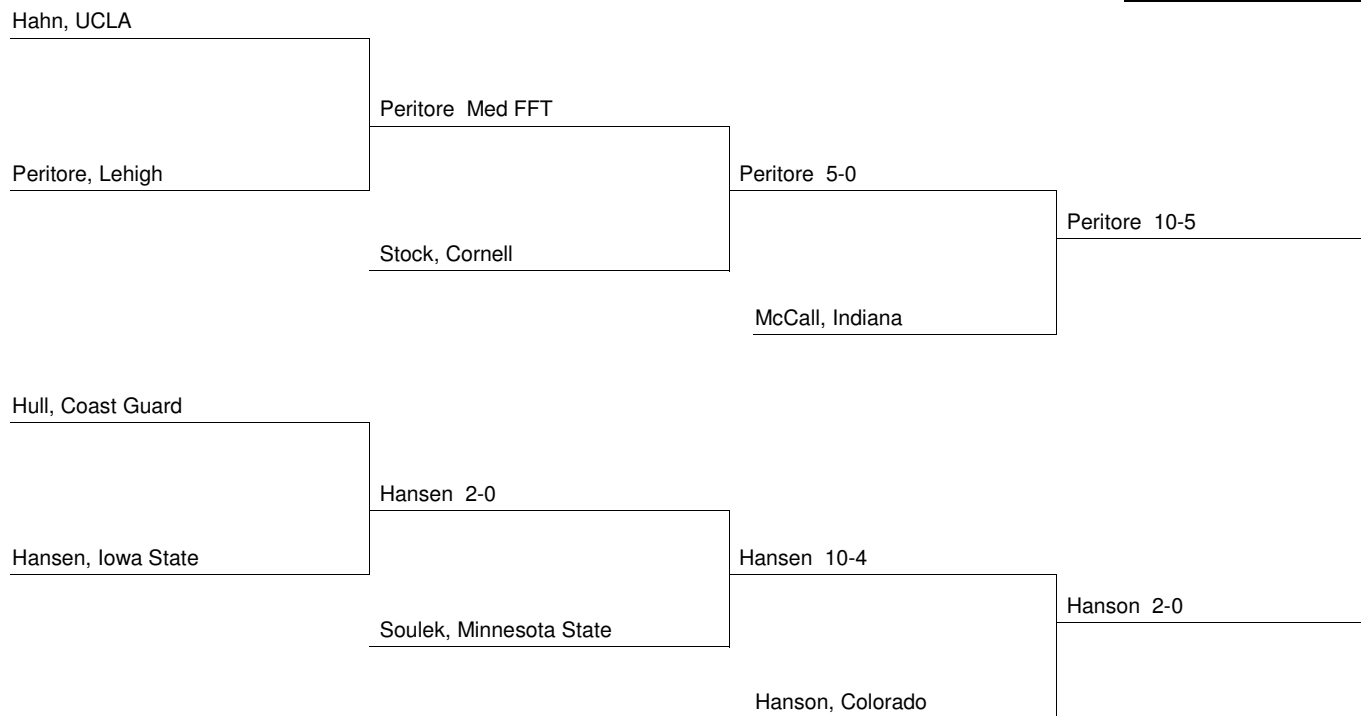 Hahn, UCLA
Peritore  Med FFT
Peritore, Lehigh
Peritore  5-0
Peritore  10-5
Stock, Cornell
McCall, Indiana
Hull, Coast Guard
Hansen  2-0
Hansen, Iowa State
Hansen  10-4
Hanson  2-0
Soulek, Minnesota State
Hanson, Colorado